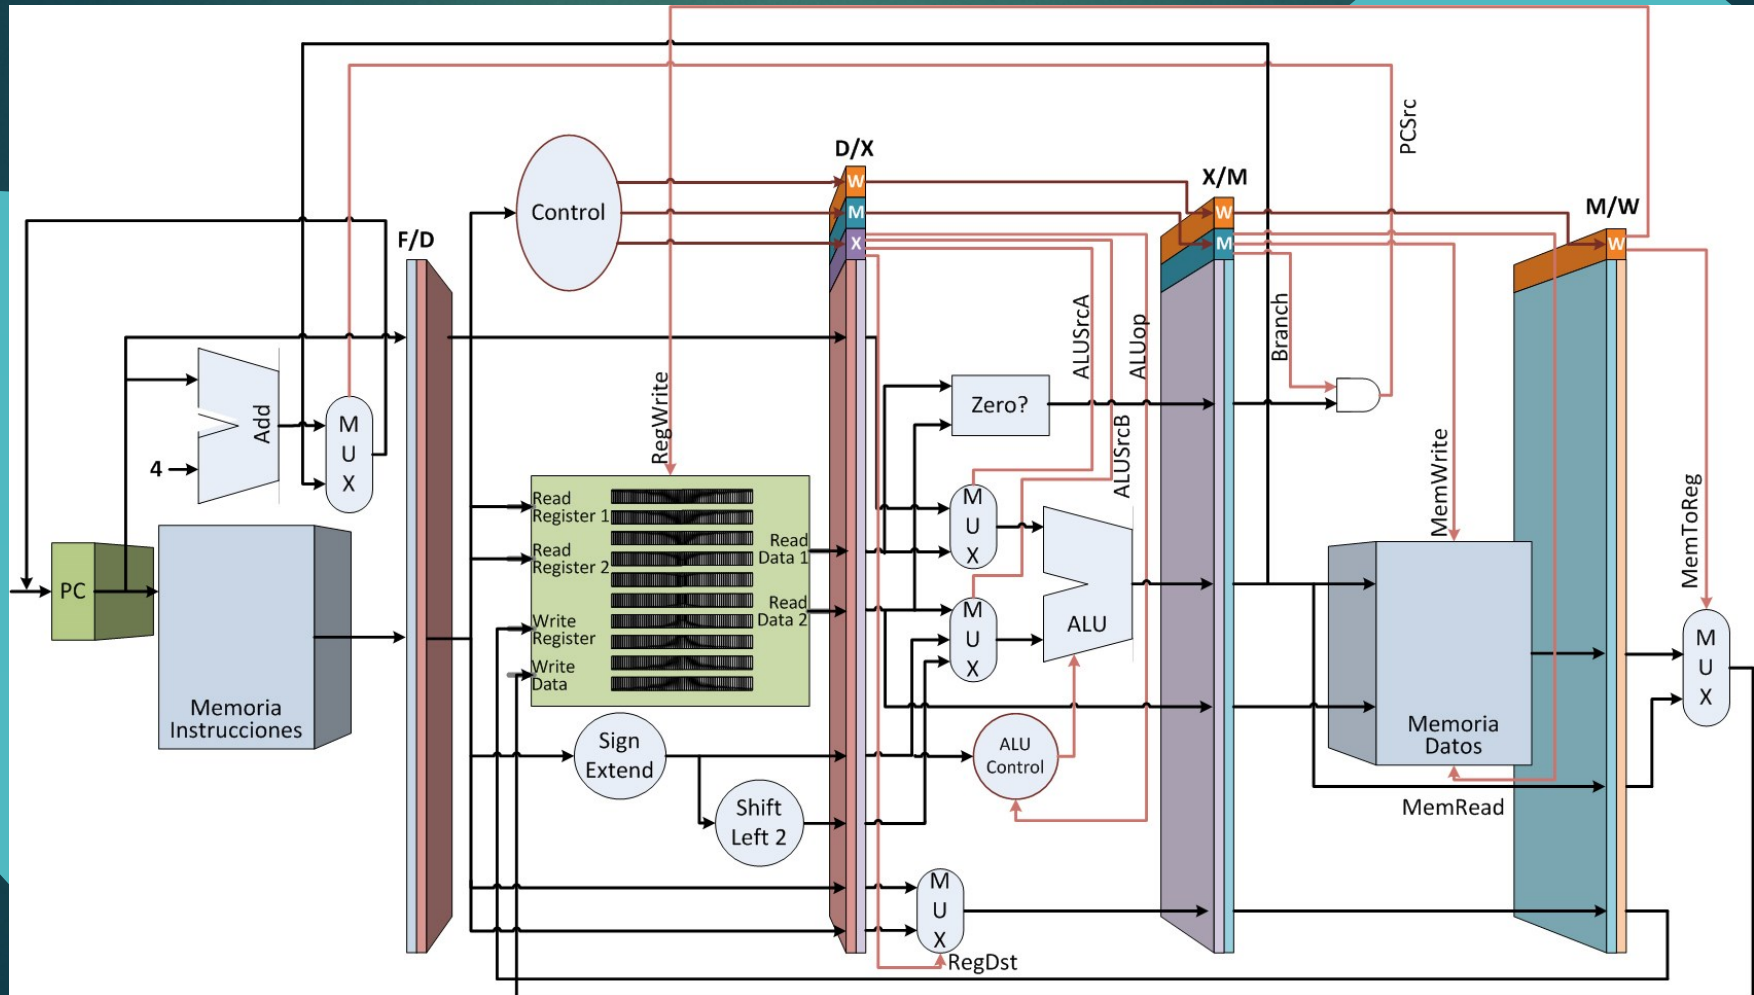 D/X
X/M
M/W
F/D
W
M
X
W
M
W
Control
PCSrc
ALUSrcA
ALUop
ALUSrcB
Branch
RegWrite
MemWrite
MemToReg
Add
4
M
U
X
PC
Memoria
Instrucciones
Read
Register 1
Read
Register 2
Write
Register
Write
Data
Read
Data 1
Read
Data 2
Sign
Extend
Shift
Left 2
Zero?
M
U
X
M
U
X
ALU
ALU
Control
M
U
X
RegDst
Memoria
Datos
MemRead
M
U
X